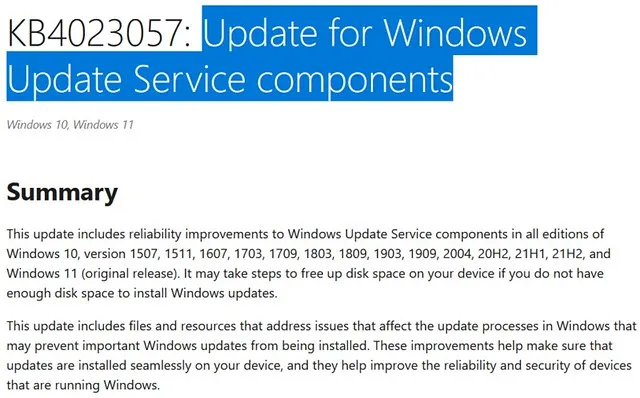 KB4023057: Update for Windows
Update Service components
Windows 10, Windows 11
Summary
This update includes reliability improvements to Windows Update Service components in all editions of
Windows 10, version 1507, 1511, 1607, 1703, 1709, 1803, 1809, 1903, 1909, 2004, 20H2, 21H1, 21H2, and
Windows 11 (original release). It may take steps to free up disk space on your device if you do not have
enough disk space to install Windows updates.
This update includes files and resources that address issues that affect the update processes in Windows that
may prevent important Windows updates from being installed. These improvements help make sure that
updates are installed seamlessly on your device, and they help improve the reliability and security of devices
that are running Windows.